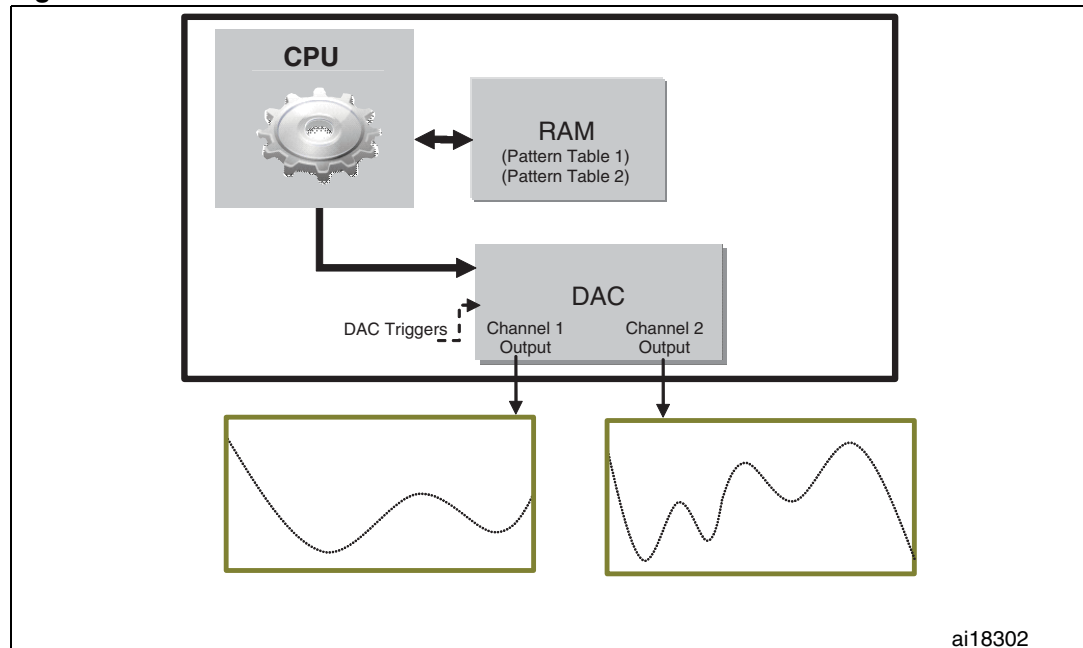 CPU
RAM
(Pattern Table 1)
(Pattern Table 2)
DAC
DAC Triggers
Channel 1
Output
Channel 2
Output
ai18302